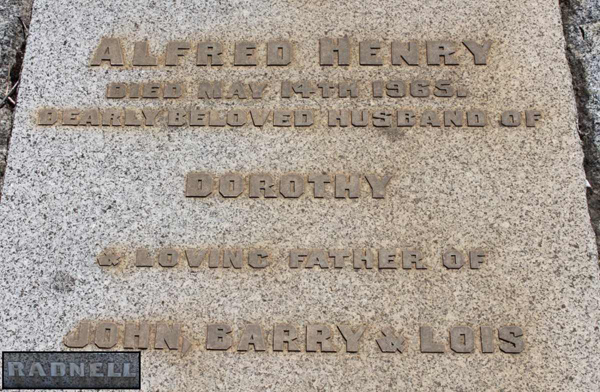 ALFRED HENRY
DIED MAY 14TH 1965.
DEARLY BELOVED HUSBAND OF
DOROTHY
& LOVING FATHER OF
JOHN, BARRY & LOIS
RADNELL